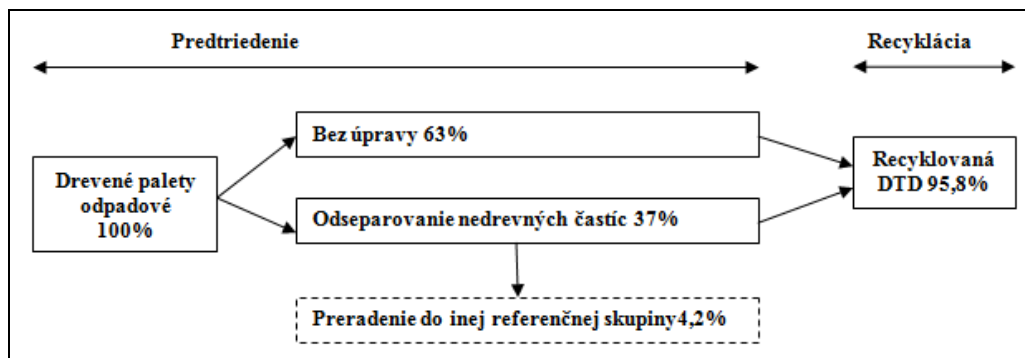 Predtriedenie
Recyklácia
Bez úpravy 63%
Drevené palety
odpadové
100%
Recyklovaná
DTD 95,8%
Odseparovanie nedrevných častíc 37%
Preradenie do inej referenčnej skupiny4,2%